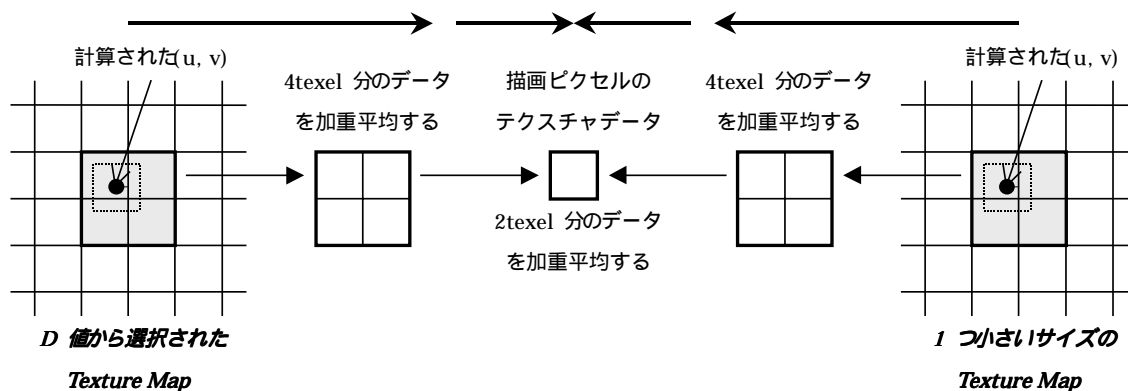 計算された(u, v)
4texel 分のデータ
を加重平均する
描画ピクセルの
テクスチャデータ
4texel 分のデータ
を加重平均する
計算された(u, v)
2texel 分のデータ
を加重平均する
D 値から選択された
Texture Map
1 つ小さいサイズの
Texture Map